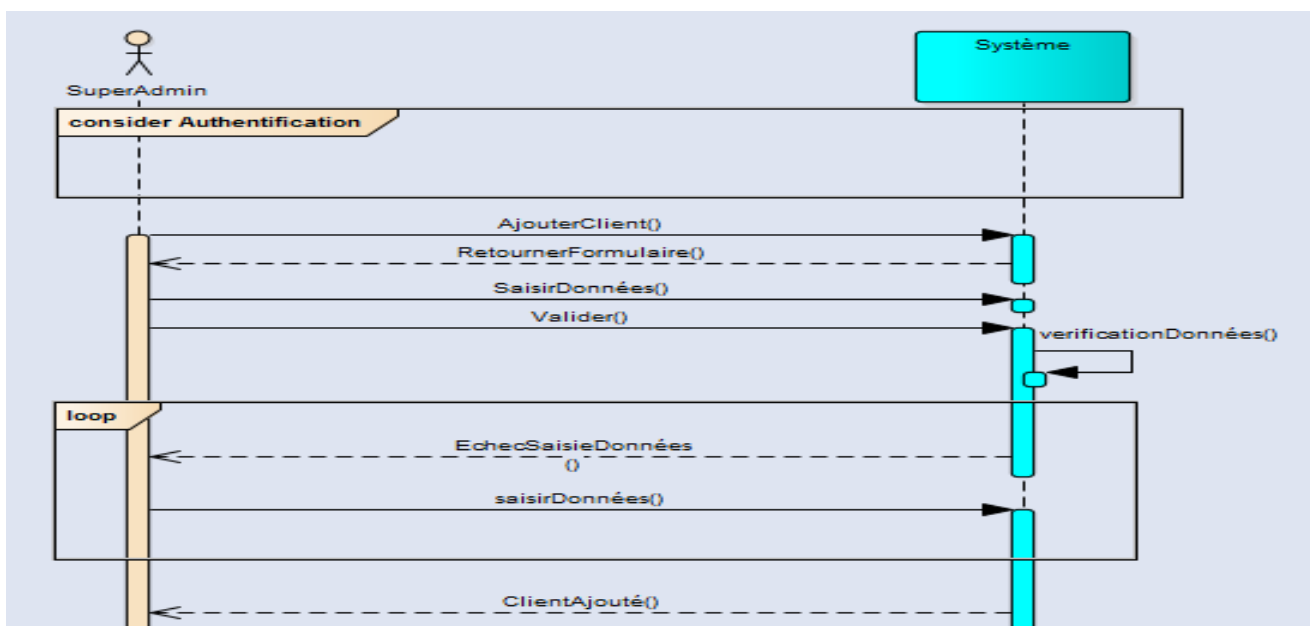 Système
SuperAdmin
consider Authentification
AjouterClient()
RetournerFormulaire()
SaisirDonnées()
Valider()
verificationDonnées()
loop
EchecSaisieDonnées
()
saisirDonnées()
ClientAjouté()